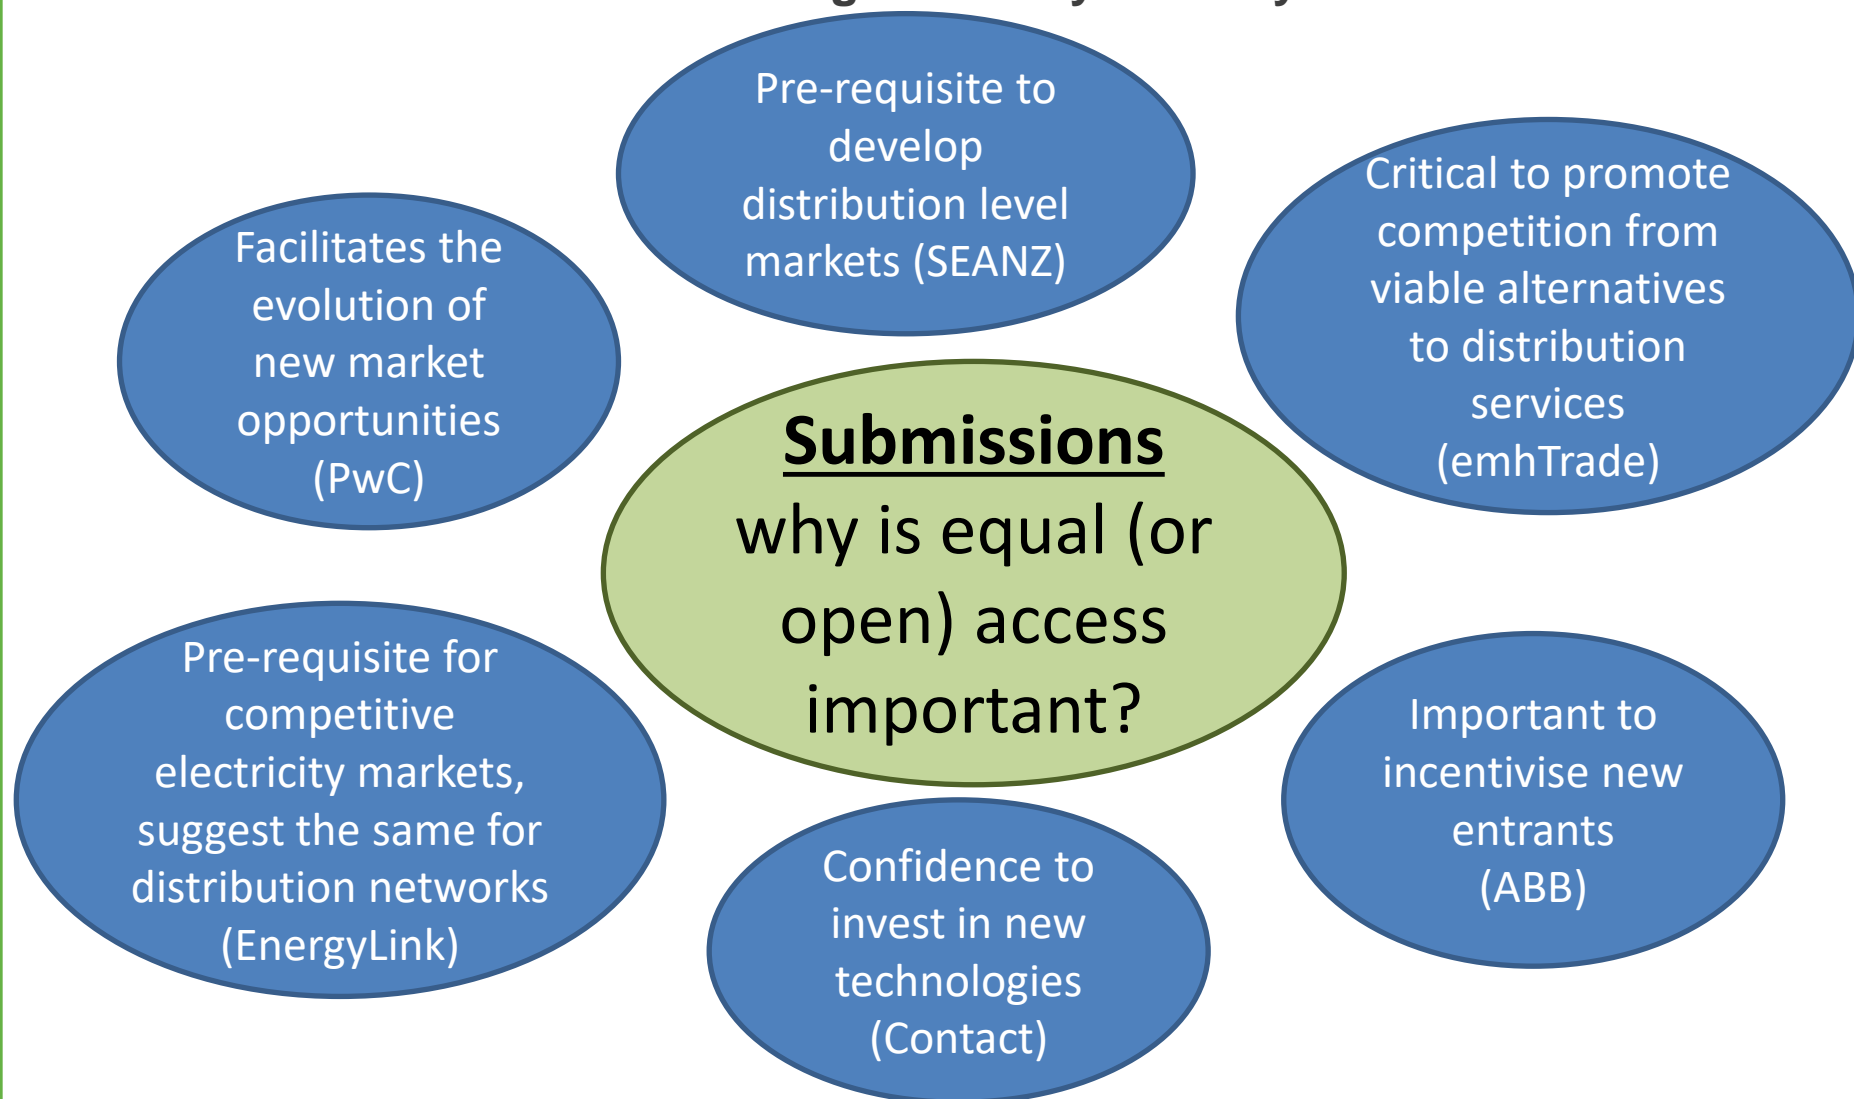 Pre-requisite to
develop
distribution level
markets (SEANZ)
Critical to promote
competition from
viable alternatives
to distribution
services
(emhTrade)
Facilitates the
evolution of
new market
opportunities
(PwC)
Submissions
why is equal (or
open) access
important?
Pre-requisite for
competitive
electricity markets,
suggest the same for
distribution networks
(EnergyLink)
Important to
incentivise new
entrants
(ABB)
Confidence to
invest in new
technologies
(Contact)